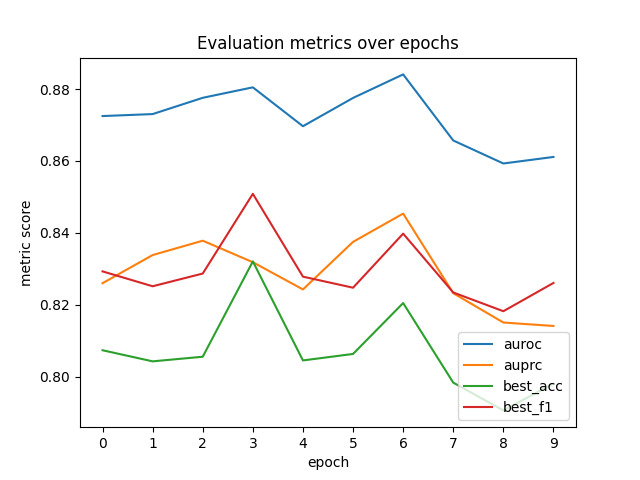 Evaluation metrics over epochs
metric score
0.88
0.86
0.84
0.82
0.80
auroc
auprc
best_acc
best_f1
0 1 2 3 4 5 6 7 8 9
epoch